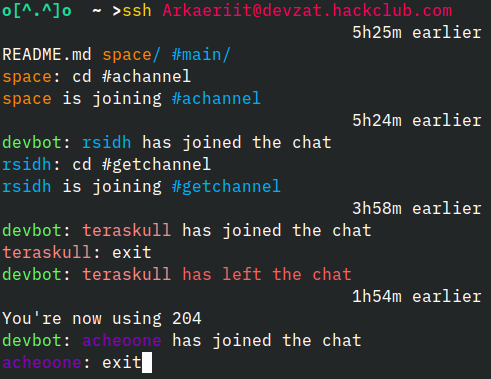 o[^.^]o  ~ >ssh Arkaeriit@devzat.hackclub.com
5h25m earlier
README.md space/ #main/
space: cd #achannel
space is joining #achannel
5h24m earlier
devbot: rsidh has joined the chat
rsidh: cd #getchannel
rsidh is joining #getchannel
3h58m earlier
devbot: teraskull has joined the chat
teraskull: exit
devbot: teraskull has left the chat
1h54m earlier
You're now using 204
devbot: acheoone has joined the chat
acheoone: exit